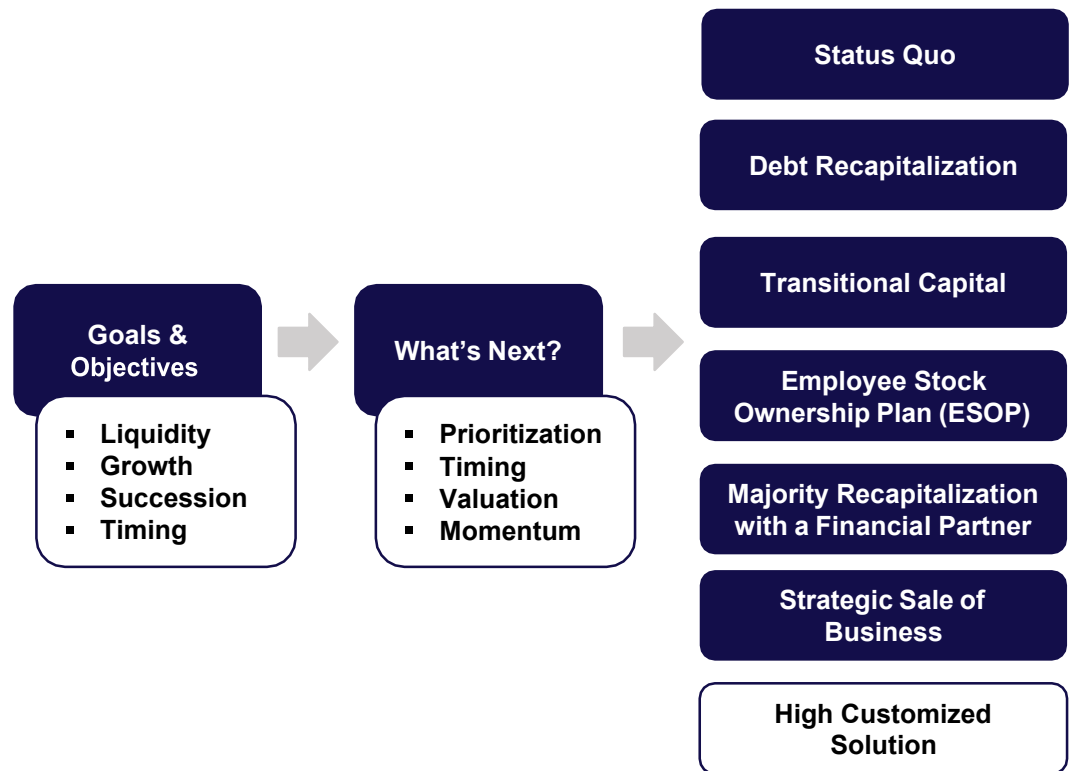 Goals &
Objectives
▪ Liquidity
▪ Growth
▪ Succession
▪ Timing
What’s Next?
▪ Prioritization
▪ Timing
▪ Valuation
▪ Momentum
Status Quo
Debt Recapitalization
Transitional Capital
Employee Stock
Ownership Plan (ESOP)
Majority Recapitalization
with a Financial Partner
Strategic Sale of
Business
High Customized
Solution